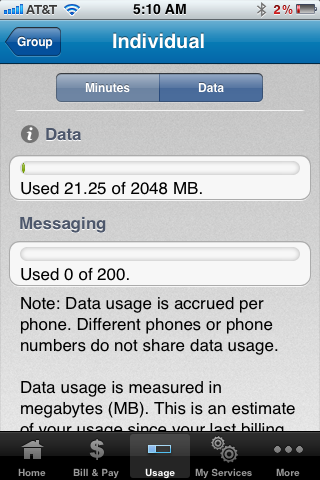 AT&T 5:10 AM 2%
Group Individual
Minutes Data
Data
Used 21.25 of 2048 MB.
Messaging
Used 0 of 200.
Note: Data usage is accrued per
phone. Different phones or phone
numbers do not share data usage.
Data usage is measured in
megabytes (MB). This is an estimate
of your usage since your last billing
Home Bill & Pay Usage My Services More